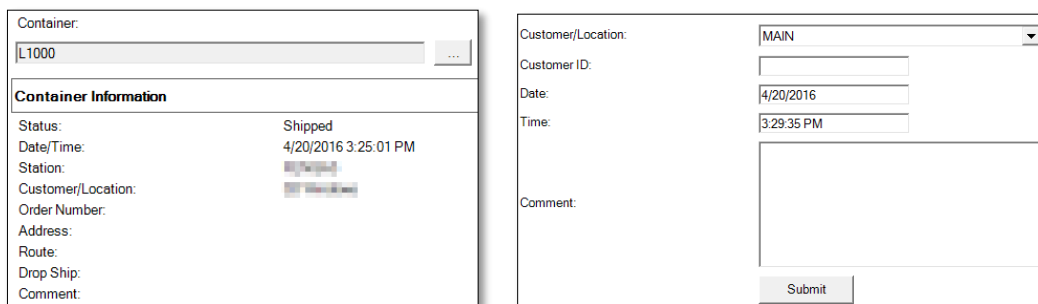 Container:
L1000
...
Container Information
Status: Shipped
Date/Time: 4/20/2016 3:25:01 PM
Station:
Customer/Location:
Order Number:
Address:
Route:
Drop Ship:
Comment:
Customer/Location: MAIN
Customer ID:
Date: 4/20/2016
Time: 3:29:35 PM
Comment:
Submit